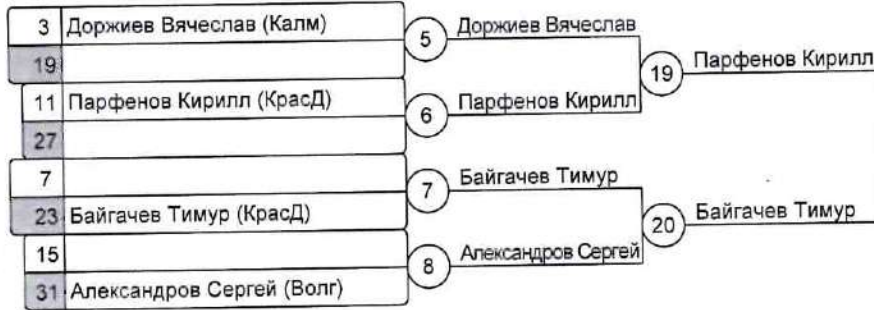 3 Доржиев Вячеслав (Калм)
19
5 Доржиев Вячеслав
11 Парфенов Кирилл (КрасД)
27
6 Парфенов Кирилл
19 Парфенов Кирилл
7
23 Байгачев Тимур (КрасД)
7 Байгачев Тимур
15
31 Александров Сергей (Волг)
8 Александров Сергей
20 Байгачев Тимур